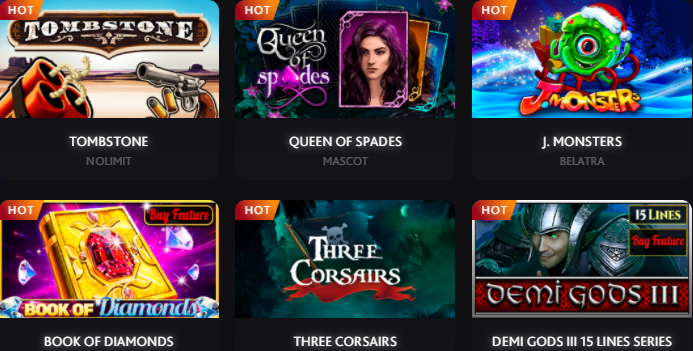 HOT
HOT
HOT
TOMBSTONE
Queen
of
spades
J.MONSTERS
TOMBSTONE
QUEEN OF SPADES
J. MONSTERS
NOLIMIT
MASCOT
BELATRA
HOT
HOT
HOT
Buy Feature
15 LINES
Buy Feature
THREE
CORSAIRS
BOOK OF Diamonds
DEMI GODS III
BOOK OF DIAMONDS
THREE CORSAIRS
DEMI GODS III 15 LINES SERIES